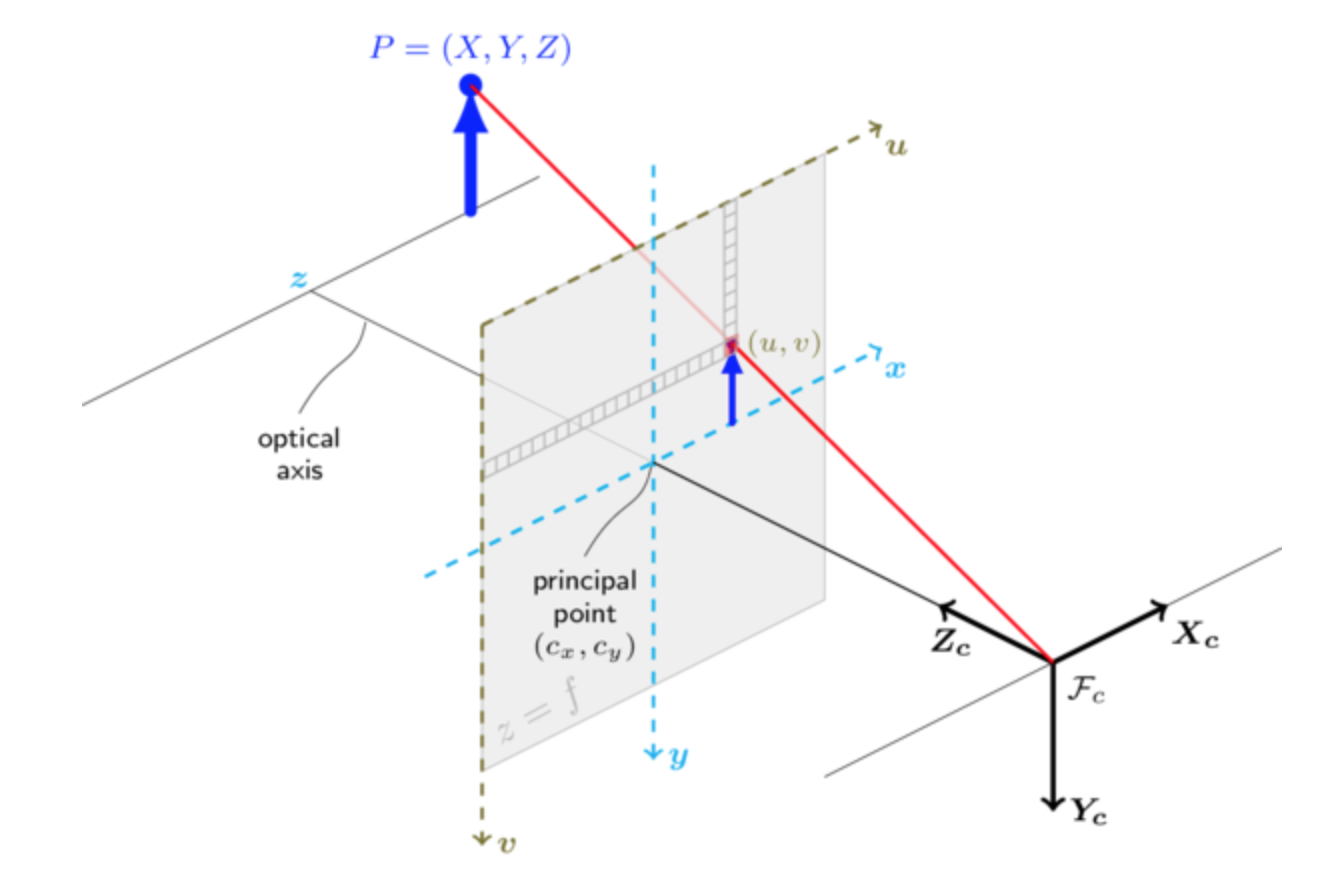 P = (X, Y, Z)
u
z
(u, v)
x
optical
axis
principal
point
(c_x, c_y)
z = f
Z_c
X_c
F_c
y
Y_c
v